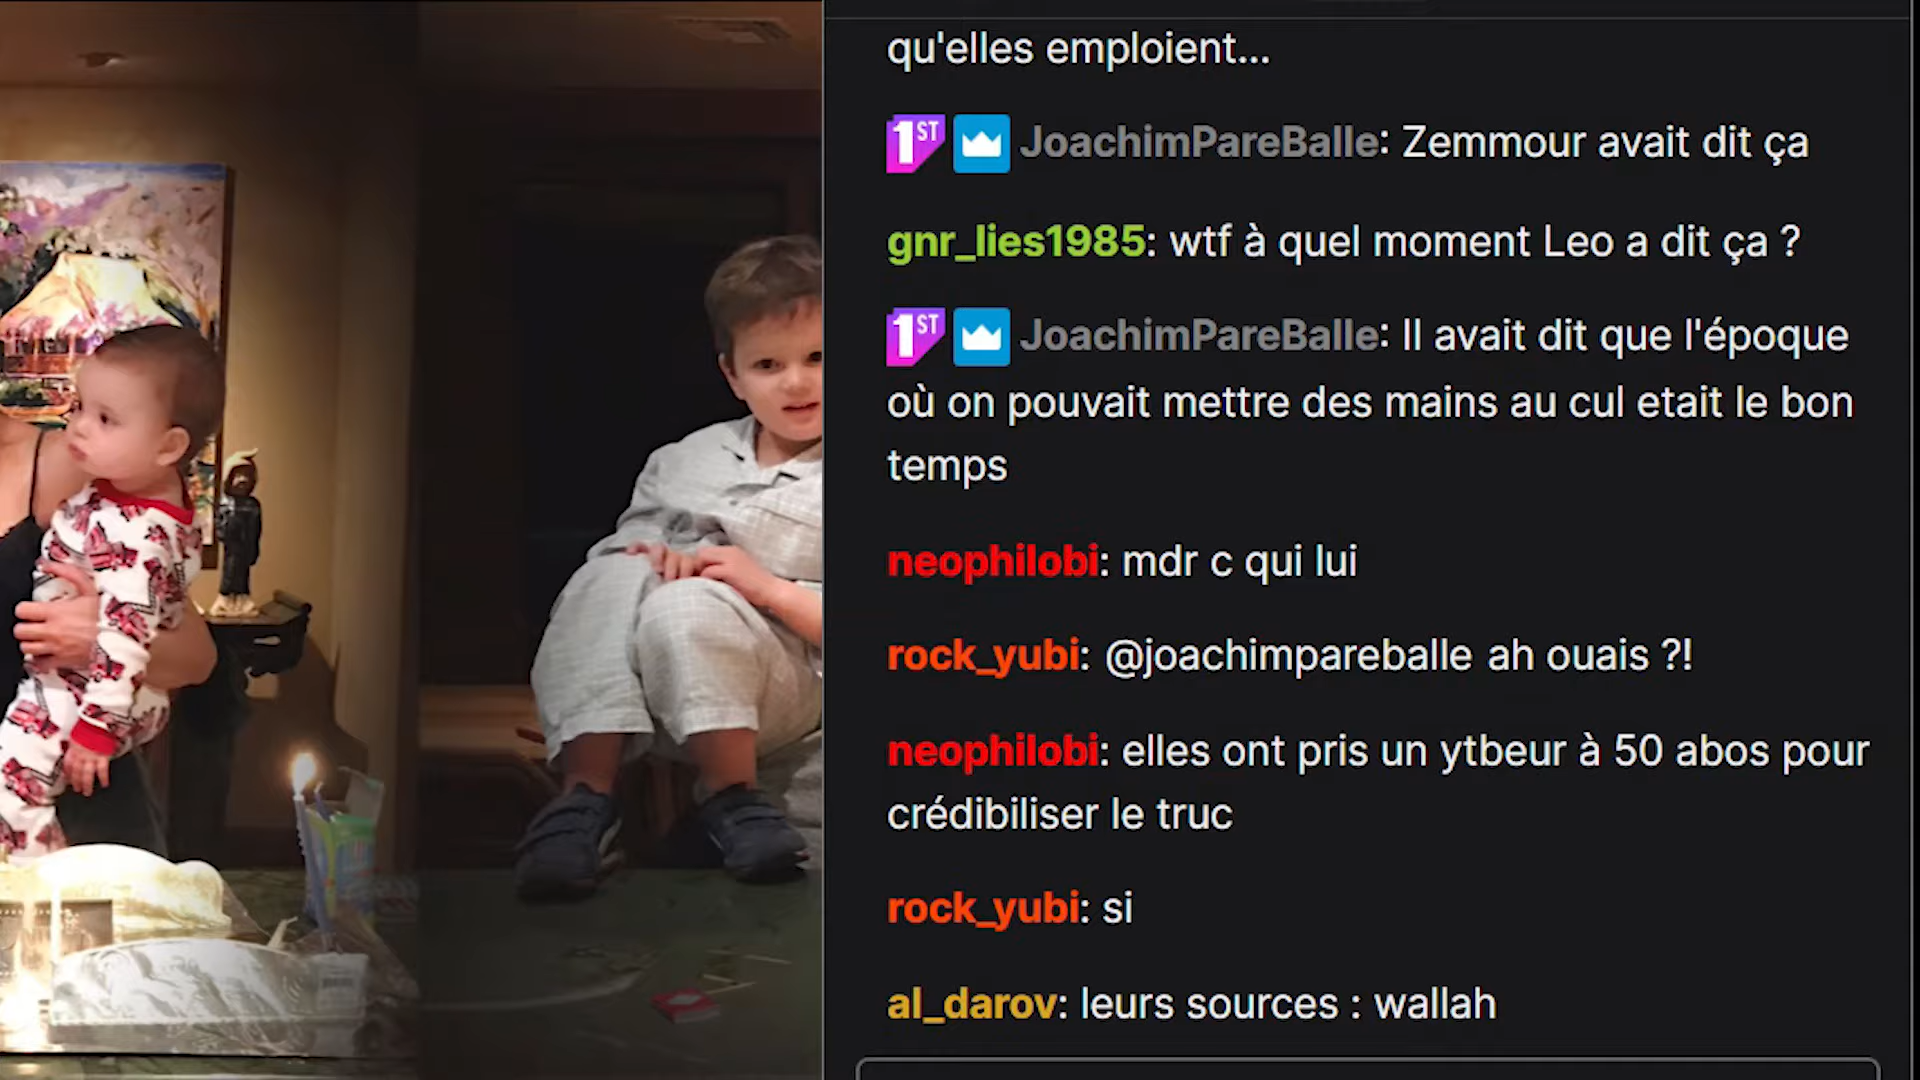 qu'elles emploient...
1ST JoachimPareBalle: Zemmour avait dit ça
gnr_lies1985: wtf à quel moment Leo a dit ça ?
1ST JoachimPareBalle: Il avait dit que l'époque
où on pouvait mettre des mains au cul etait le bon
temps
neophilobi: mdr c qui lui
rock_yubi: @joachimpareballe ah ouais ?!
neophilobi: elles ont pris un ytbeur à 50 abos pour
crédibiliser le truc
rock_yubi: si
al_darov: leurs sources : wallah